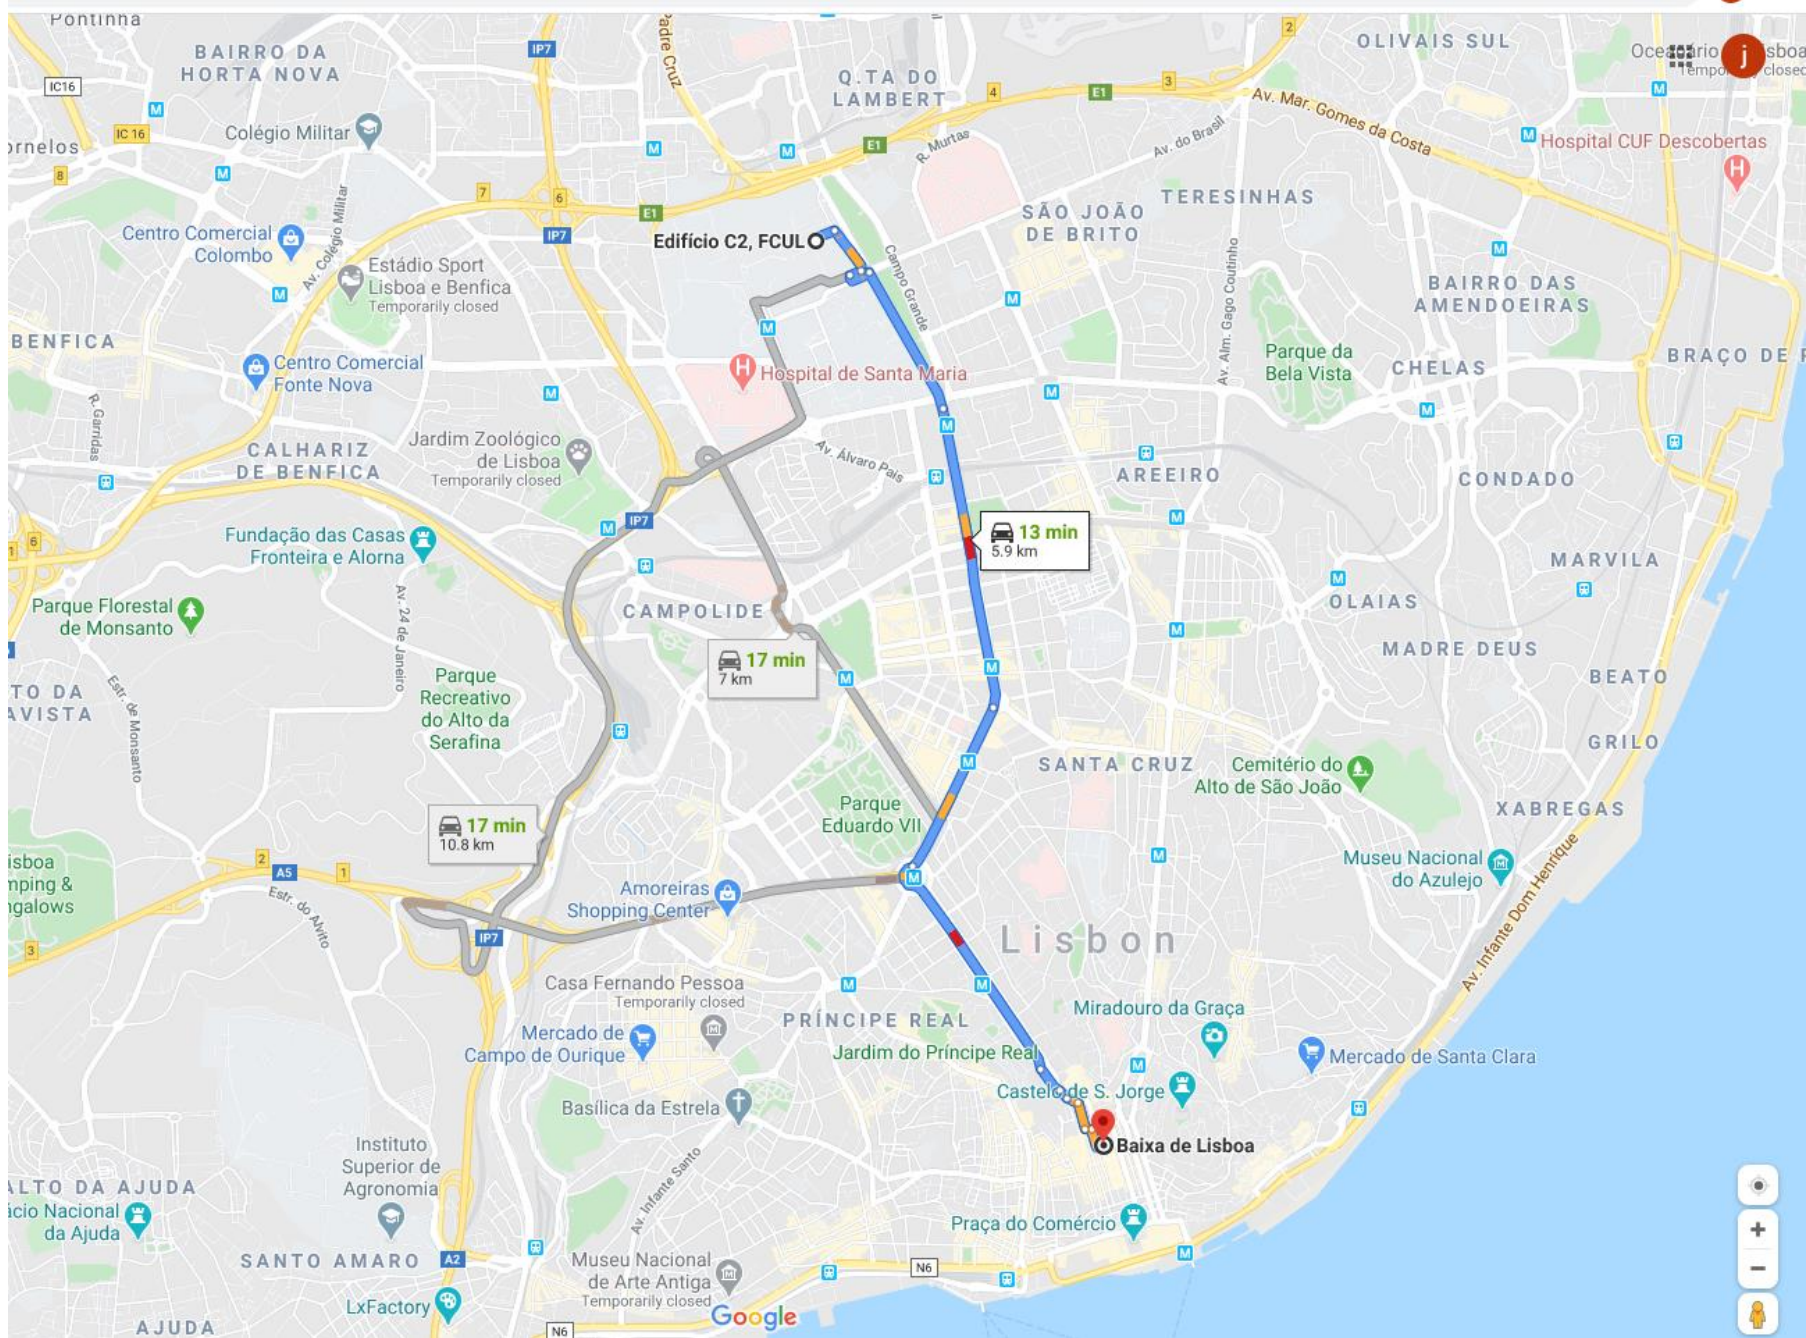 Pontinha
BAIRRO DA
HORTA NOVA
IC16
IC 16
8
Colégio Militar
Av. Colégio Militar
Centro Comercial
Colombo
Estádio Sport
Lisboa e Benfica
Temporarily closed
IP7
7
6
E1
IP7
Padre Cruz
Q.TA DO
LAMBERT
E1
4
E1
3
2
R. Murtas
Av. do Brasil
Av. Mar. Gomes da Costa
OLIVAIS SUL
j
Temporarily closed
Hospital CUF Descobertas
TERESINHAS
SÃO JOÃO
DE BRITO
Edifício C2, FCUL
Campo Grande
Av. Alm. Gago Coutinho
BAIRRO DAS
AMENDOEIRAS
Parque da
Bela Vista
CHELAS
BRAÇO DE
BENFICA
Centro Comercial
Fonte Nova
R. Garridas
Hospital de Santa Maria
CALHARIZ
DE BENFICA
Jardim Zoológico
de Lisboa
Temporarily closed
Av. Álvaro Pais
AREEIRO
CONDADO
IP7
6
1
Fundação das Casas
Fronteira e Alorna
13 min
5.9 km
MARVILA
Parque Florestal
de Monsanto
Av. 24 de Janeiro
CAMPOLIDE
OLAIAS
MADRE DEUS
17 min
7 km
Parque
Recreativo
do Alto da
Serafina
Estr. de Monsanto
BEATO
GRILO
SANTA CRUZ
Cemitério do
Alto de São João
Parque
Eduardo VII
XABREGAS
17 min
10.8 km
2
A5
1
Estr. do Alvito
3
IP7
Amoreiras
Shopping Center
Museu Nacional
do Azulejo
Av. Infante Dom Henrique
Lisbon
Casa Fernando Pessoa
Temporarily closed
Mercado de
Campo de Ourique
PRÍNCIPE REAL
Jardim do Príncipe Real
Miradouro da Graça
Mercado de Santa Clara
Castelo de S. Jorge
Basílica da Estrela
Baixa de Lisboa
Instituto
Superior de
Agronomia
Av. Infante Santo
ALTO DA AJUDA
da Ajuda
Praça do Comércio
SANTO AMARO
A2
Museu Nacional
de Arte Antiga
Temporarily closed
N6
LxFactory
AJUDA
N6
Google